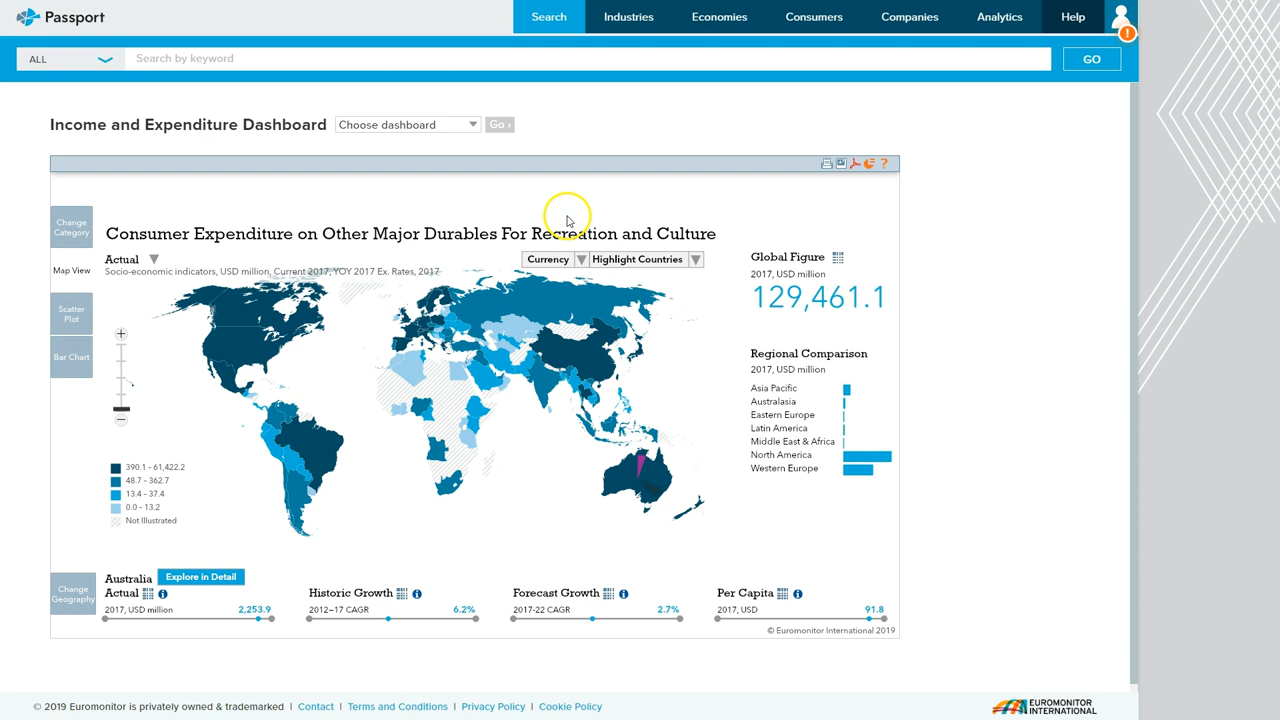 Passport
Search Industries Economies Consumers Companies Analytics Help
!
ALL Search by keyword GO
Income and Expenditure Dashboard Choose dashboard Go ›
?
Change Category
Consumer Expenditure on Other Major Durables For Recreation and Culture
Actual Currency Highlight Countries
Socio-economic indicators, USD million, Current 2017, YOY 2017 Ex. Rates, 2017
Map View
Scatter Plot
Bar Chart
+
−
390.1 - 61,422.2
48.7 - 362.7
13.4 - 37.4
0.0 - 13.2
Not Illustrated
Global Figure
2017, USD million
129,461.1
Regional Comparison
2017, USD million
Asia Pacific
Australasia
Eastern Europe
Latin America
Middle East & Africa
North America
Western Europe
Change Geography
Australia Explore in Detail
Actual i
2017, USD million 2,253.9
Historic Growth i
2012–17 CAGR 6.2%
Forecast Growth i
2017-22 CAGR 2.7%
Per Capita i
2017, USD 91.8
© Euromonitor International 2019
© 2019 Euromonitor is privately owned & trademarked | Contact | Terms and Conditions | Privacy Policy | Cookie Policy
EUROMONITOR
INTERNATIONAL